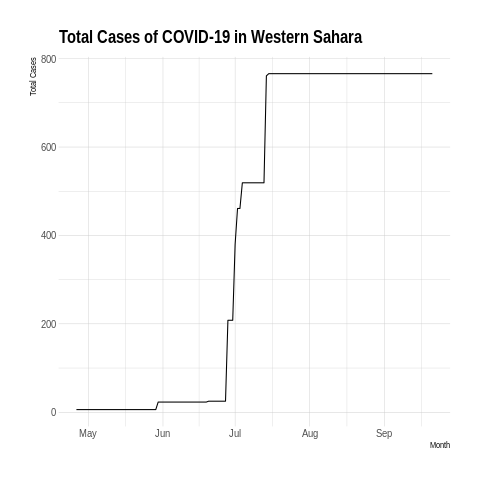 Total Cases of COVID-19 in Western Sahara
Total Cases
800
600
400
200
0
May Jun Jul Aug Sep
Month